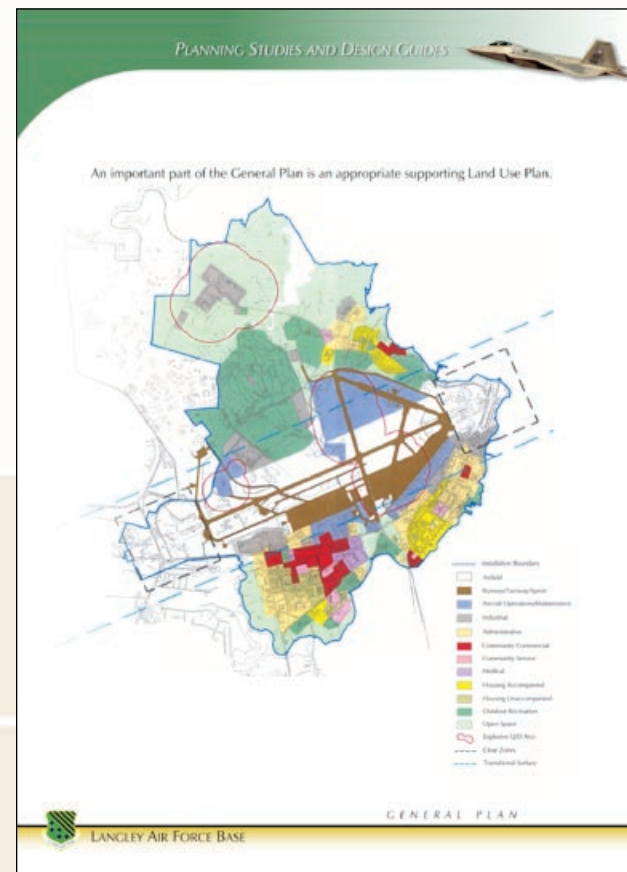 PLANNING STUDIES AND DESIGN GUIDES
An important part of the General Plan is an appropriate supporting Land Use Plan.
Installation Boundary
Airfield
Runway/Taxiway/Apron
Aircraft Operations/Maintenance
Industrial
Administrative
Community Commercial
Community Service
Medical
Housing Accompanied
Housing Unaccompanied
Outdoor Recreation
Open Space
Explosive Q/D Arcs
Clear Zones
Transitional Surface
GENERAL PLAN
LANGLEY AIR FORCE BASE